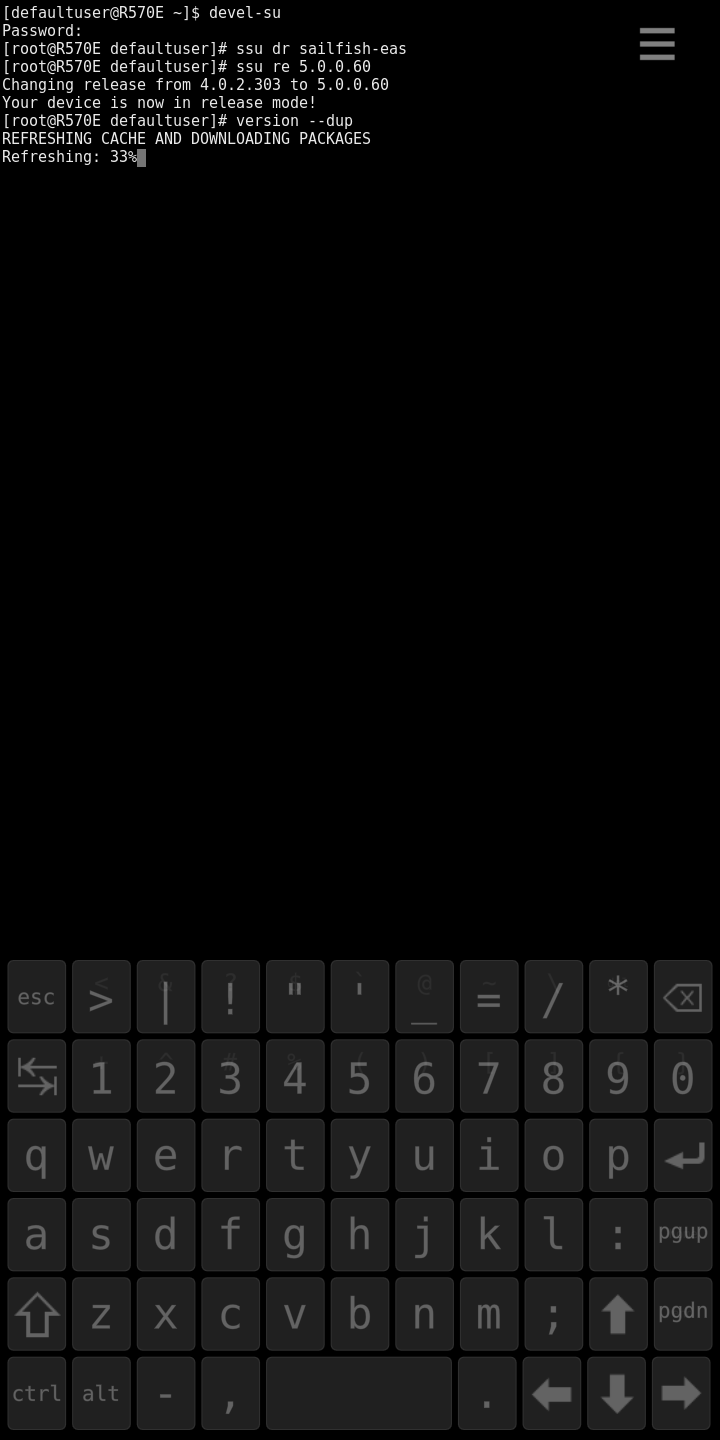 [defaultuser@R570E ~]$ devel-su
Password:
[root@R570E defaultuser]# ssu dr sailfish-eas
[root@R570E defaultuser]# ssu re 5.0.0.60
Changing release from 4.0.2.303 to 5.0.0.60
Your device is now in release mode!
[root@R570E defaultuser]# version --dup
REFRESHING CACHE AND DOWNLOADING PACKAGES
Refreshing: 33%
esc > | ! " ' _ = / *
1 2 3 4 5 6 7 8 9 0
q w e r t y u i o p
a s d f g h j k l : pgup
z x c v b n m ; pgdn
ctrl alt - , .